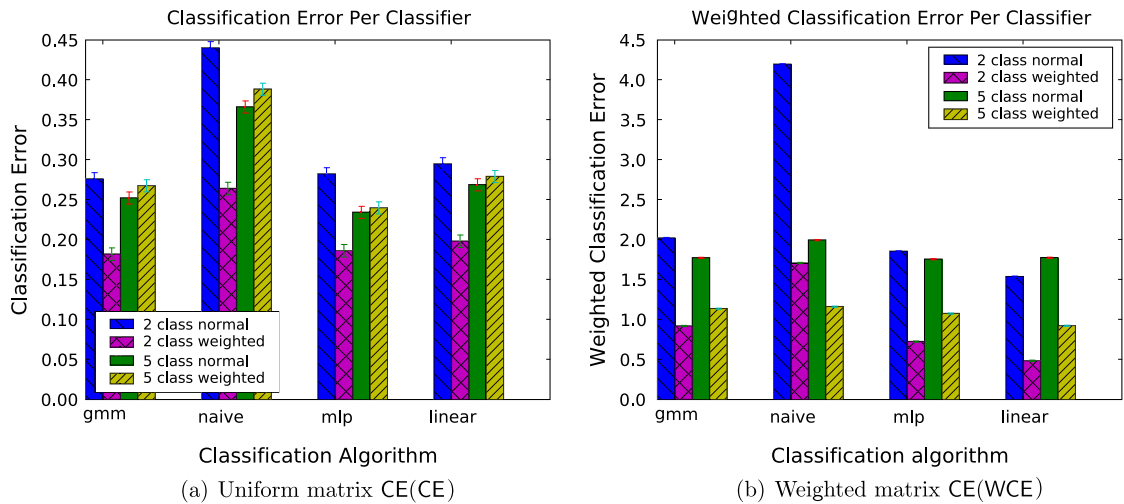 Classification Error Per Classifier
Classification Error
0.45
0.40
0.35
0.30
0.25
0.20
0.15
0.10
0.05
0.00
2 class normal
2 class weighted
5 class normal
5 class weighted
gmm naive mlp linear
Classification Algorithm
(a) Uniform matrix CE(CE)
Weighted Classification Error Per Classifier
Weighted Classification Error
4.5
4.0
3.5
3.0
2.5
2.0
1.5
1.0
0.5
0.0
2 class normal
2 class weighted
5 class normal
5 class weighted
gmm naive mlp linear
Classification algorithm
(b) Weighted matrix CE(WCE)